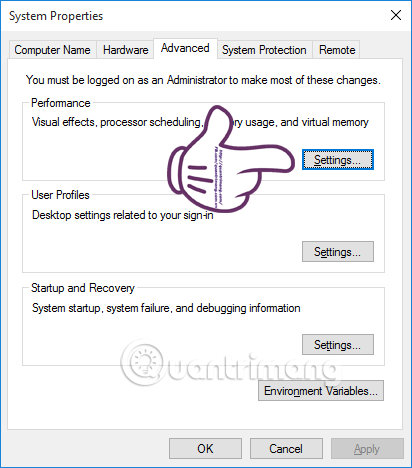 System Properties
Computer Name
Hardware
Advanced
System Protection
Remote
You must be logged on as an Administrator to make most of these changes.
Performance
Visual effects, processor scheduling, ry usage, and virtual memory
Settings...
User Profiles
Desktop settings related to your sign-in
Settings...
Startup and Recovery
System startup, system failure, and debugging information
Settings...
Quantrimang
Environment Variables...
OK
Cancel
Apply